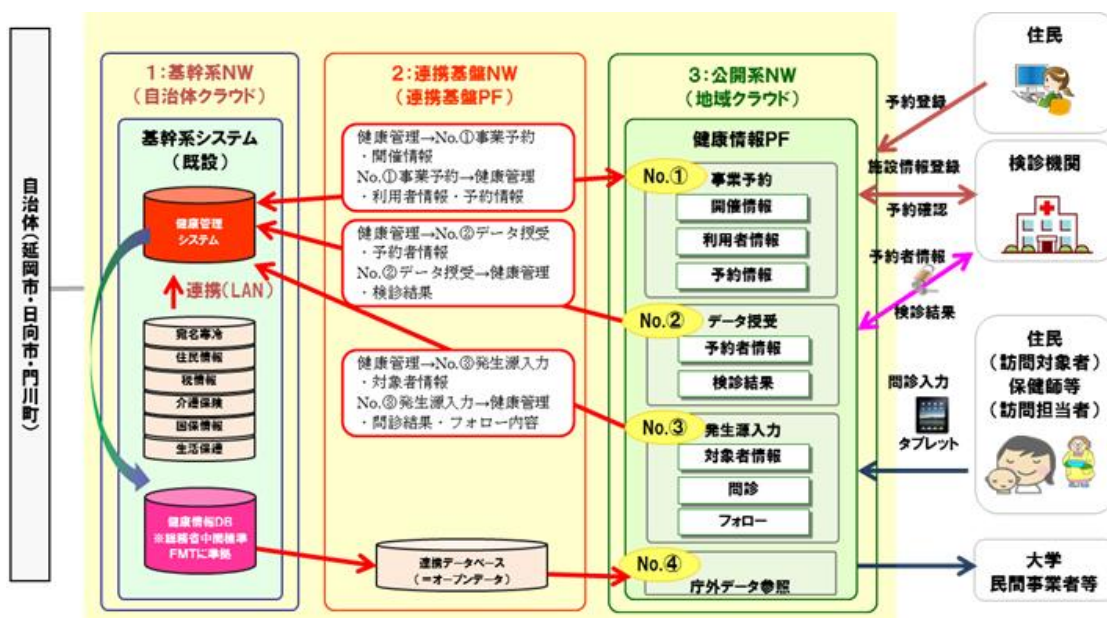 自治体(延岡市・日向市・門川町)
1:基幹系NW
(自治体クラウド)
基幹系システム
(既設)
健康管理
システム
連携(LAN)
住民情報
税情報
介護保険
国保情報
健康情報DB
※総務省中間標準
FMTに準拠
2:連携基盤NW
(連携基盤PF)
健康管理→No.①事業予約
・開催情報
No.①事業予約→健康管理
・利用者情報・予約情報
健康管理→No.②データ授受
・予約者情報
No.②データ授受→健康管理
・検診結果
健康管理→No.③発生源入力
・対象者情報
No.③発生源入力→健康管理
・問診結果・フォロー内容
連携データベース
(=オープンデータ)
3:公開系NW
(地域クラウド)
健康情報PF
No.①
事業予約
開催情報
利用者情報
予約情報
No.②
データ授受
予約者情報
検診結果
No.③
発生源入力
対象者情報
問診
フォロー
No.④
庁外データ参照
予約登録
施設情報登録
予約確認
予約者情報
検診結果
問診入力
タブレット
住民
検診機関
住民
(訪問対象者)
保健師等
(訪問担当者)
大学
民間事業者等